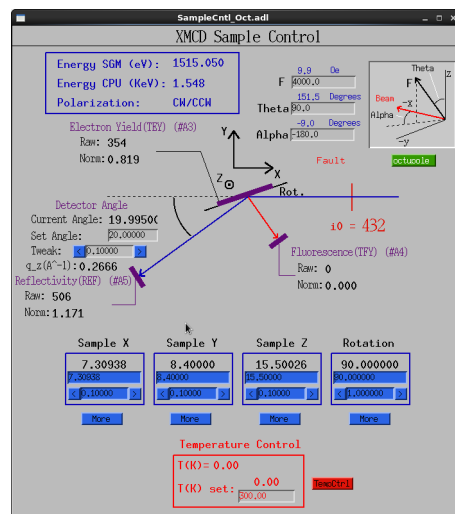 SampleCntl_Oct.adl
XMCD Sample Control
Energy SGM (eV): 1515.050
Energy CPU (KeV): 1.548
Polarization: CW/CCW
9.9 Oe
F 4000.0
151.5 Degrees
Theta 90.0
-9.0 Degrees
Alpha -180.0
Theta
z
F
Beam
-x
Alpha
-y
Fault
octupole
Electron Yield(TEY) (#A3)
Raw: 354
Norm: 0.819
Y
X
Z
Rot.
i0 = 432
Detector Angle
Current Angle: 19.9950(
Set Angle: 20.00000
Tweak: < 0.10000 >
q_z(A^-1): 0.2666
Reflectivity(REF) (#A5)
Raw: 506
Norm: 1.171
Fluorescence(TFY) (#A4)
Raw: 0
Norm: 0.000
Sample X Sample Y Sample Z Rotation
7.30938 8.40000 15.50026 90.000000
7.30938 8.40000 15.50000 90.000000
< 0.10000 > < 0.10000 > < 0.10000 > < 1.000000 >
More More More More
Temperature Control
T(K)= 0.00
0.00
T(K) set: 300.00
TempCtrl